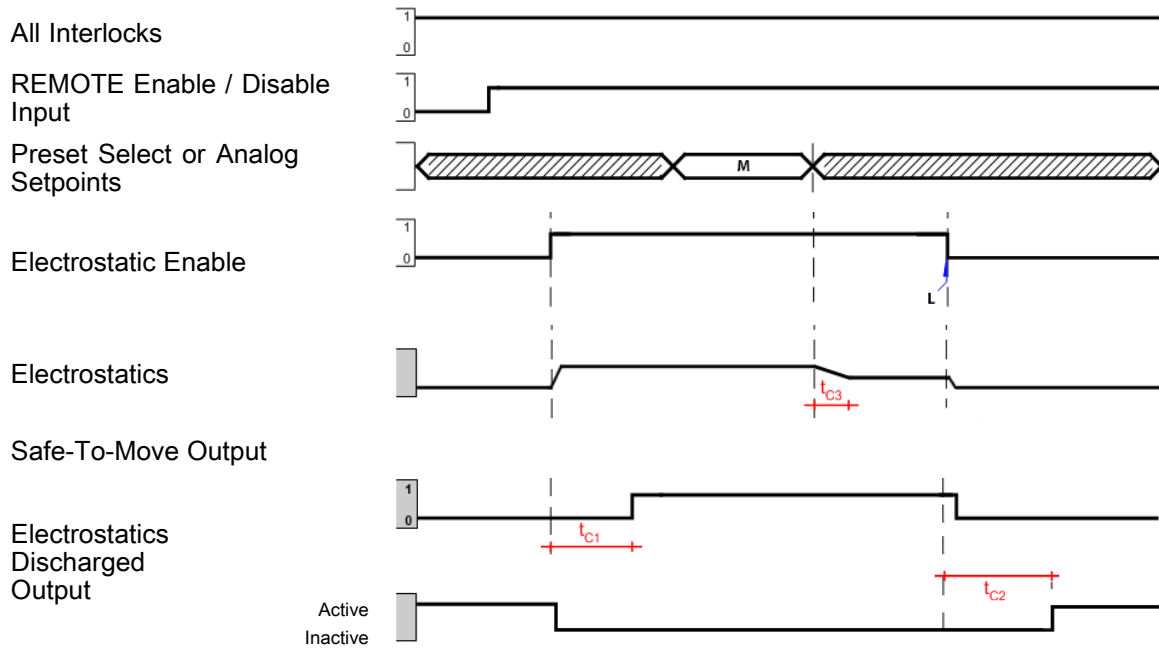 All Interlocks
1
0
REMOTE Enable / Disable
Input
1
0
Preset Select or Analog
Setpoints
M
Electrostatic Enable
1
0
L
Electrostatics
tC3
Safe-To-Move Output
1
0
tC1
Electrostatics
Discharged
Output
tC2
Active
Inactive